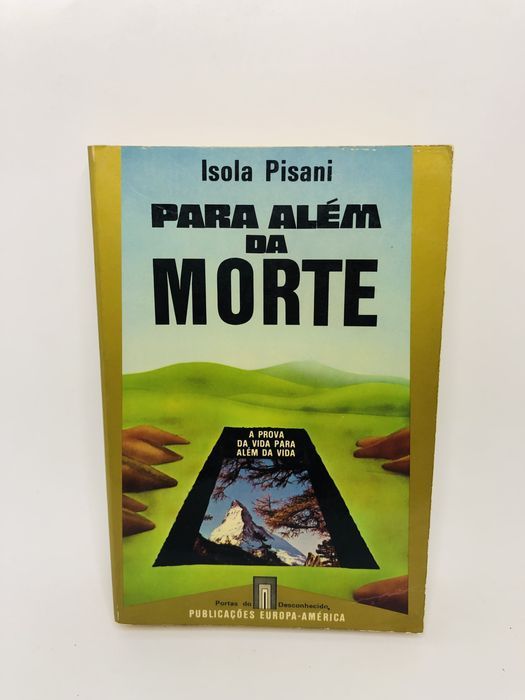 Isola Pisani
PARA ALÉM
DA
MORTE
A PROVA
DA VIDA PARA
ALÉM DA VIDA
Portas do Desconhecido
PUBLICAÇÕES EUROPA-AMÉRICA